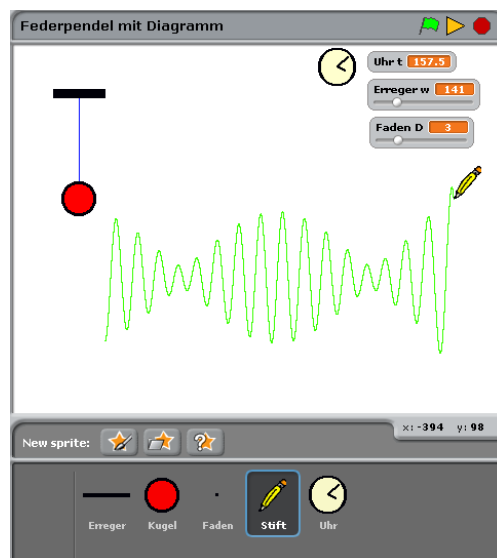 Federpendel mit Diagramm
Uhr t 157.5
Erreger w 141
Faden D 3
x: -394 y: 98
New sprite:
Erreger Kugel Faden Stift Uhr